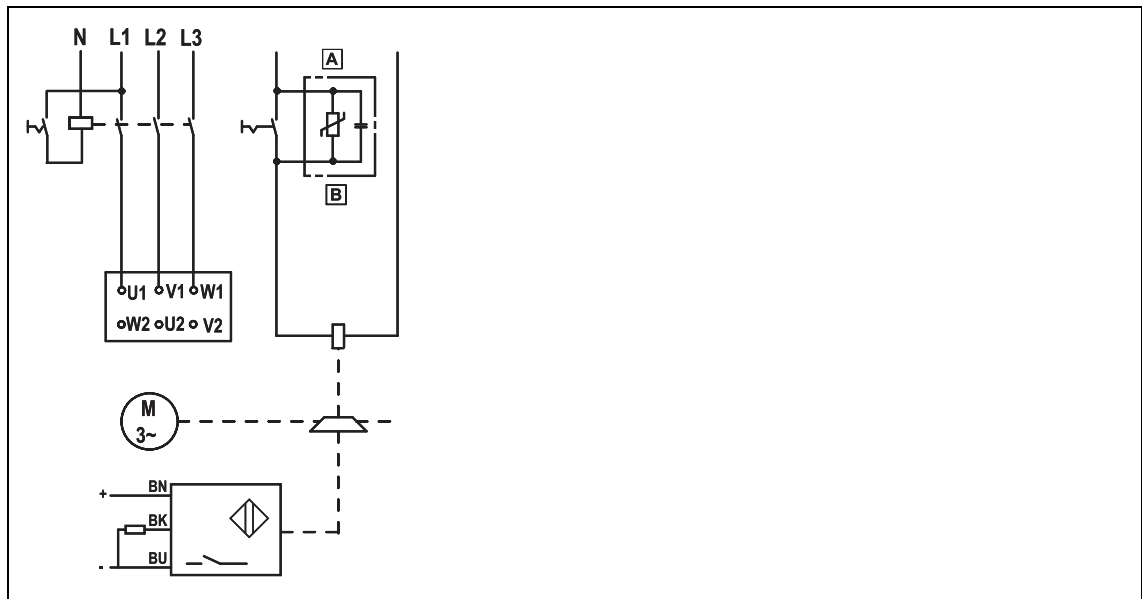 N L1 L2 L3
A
B
U1 V1 W1
W2 U2 V2
M
3~
+ BN
BK
- BU